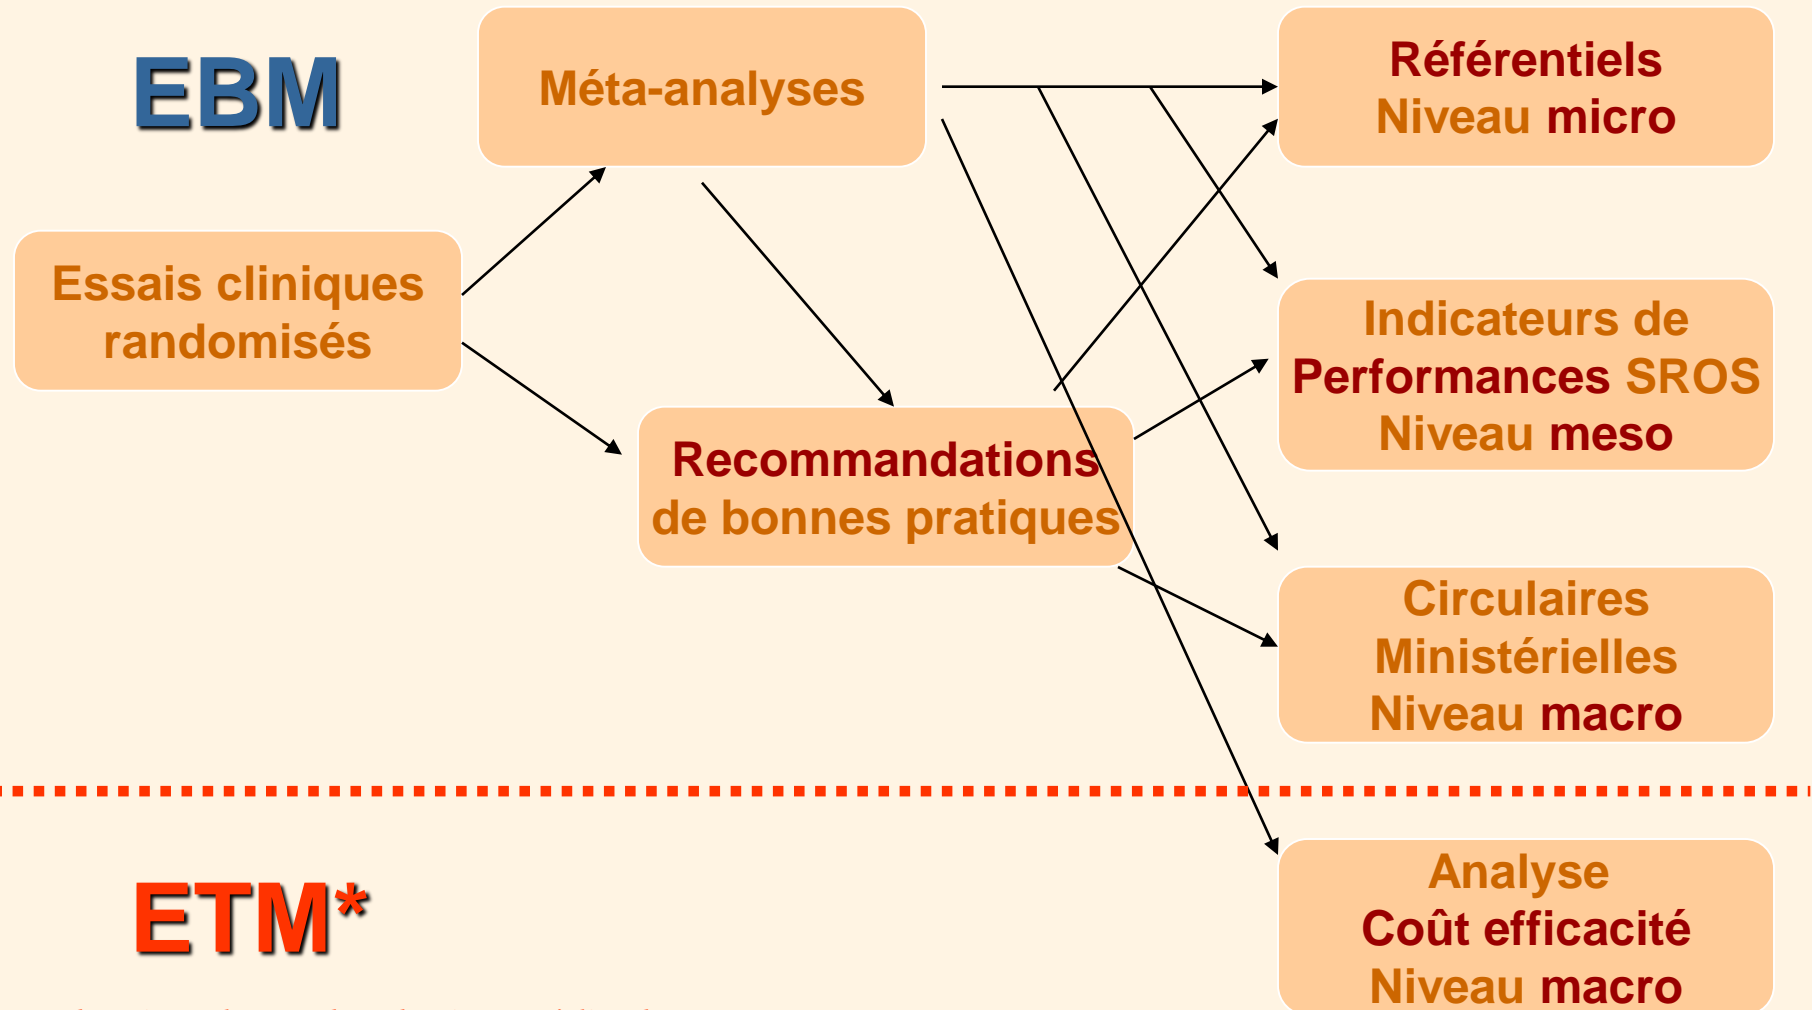 EBM
Méta-analyses
Référentiels
Niveau micro
Essais cliniques
randomisés
Indicateurs de
Performances SROS
Niveau meso
Recommandations
de bonnes pratiques
Circulaires
Ministérielles
Niveau macro
ETM*
Analyse
Coût efficacité
Niveau macro